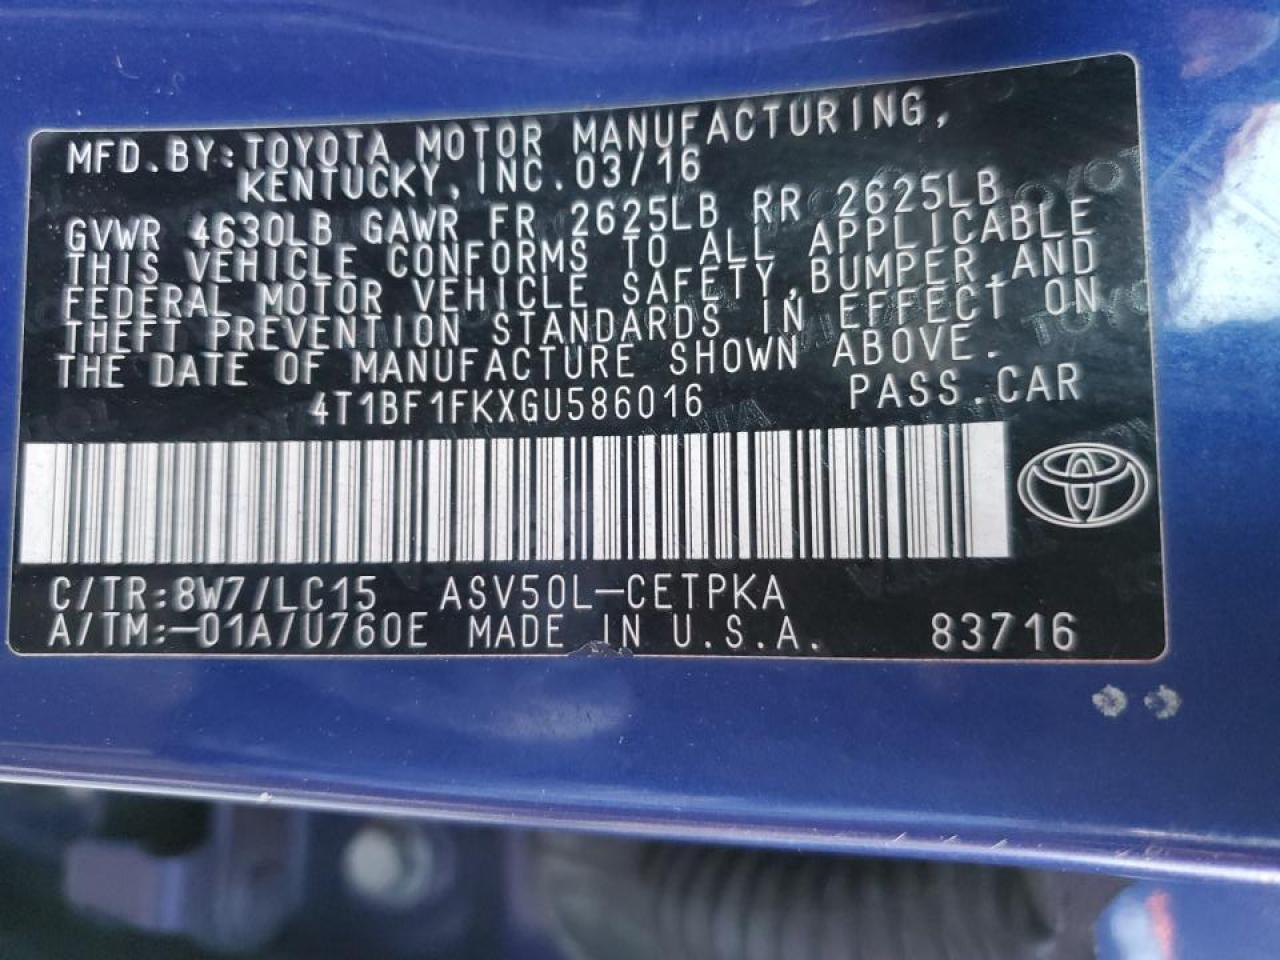 MFD.BY:TOYOTA MOTOR MANUFACTURING,
KENTUCKY, INC. 03/16
GVWR 4630LB GAWR FR 2625LB RR 2625LB
THIS VEHICLE CONFORMS TO ALL APPLICABLE
FEDERAL MOTOR VEHICLE SAFETY, BUMPER, AND
THEFT PREVENTION STANDARDS IN EFFECT ON
THE DATE OF MANUFACTURE SHOWN ABOVE.
4T1BF1FKXGU586016 PASS.CAR
C/TR:8W7/LC15 ASV50L-CETPKA
A/TM:-01A/U760E MADE IN U.S.A. 83716